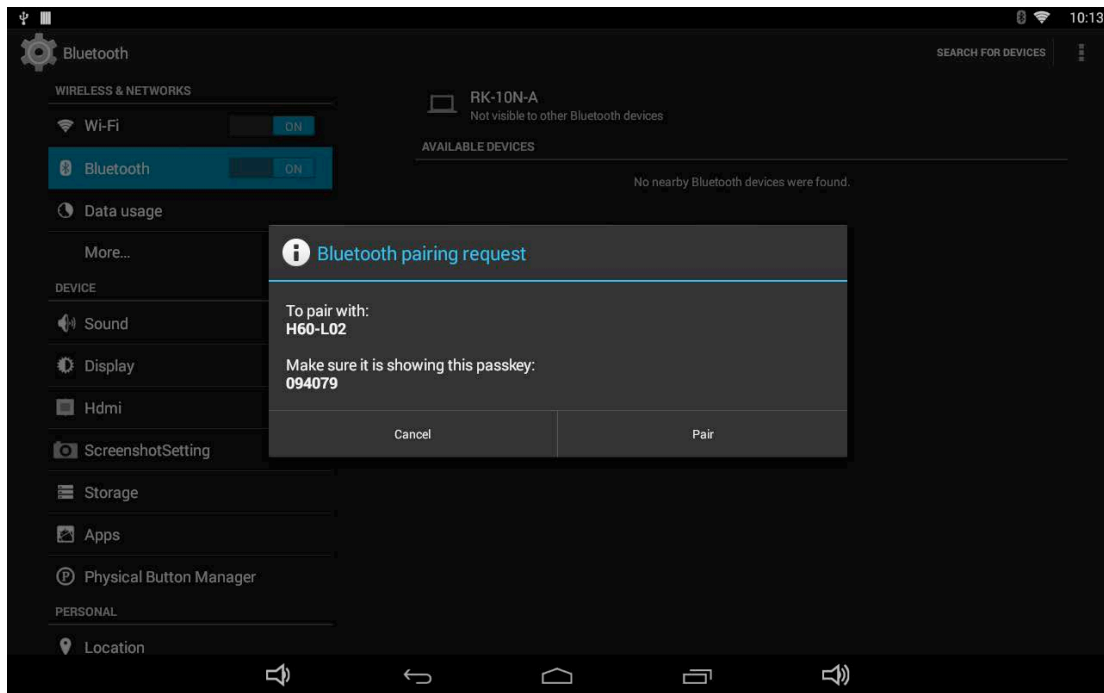 10:13
Bluetooth
SEARCH FOR DEVICES
WIRELESS & NETWORKS
Wi-Fi
ON
Bluetooth
ON
Data usage
More...
DEVICE
Sound
Display
Hdmi
ScreenshotSetting
Storage
Apps
Physical Button Manager
PERSONAL
Location
RK-10N-A
Not visible to other Bluetooth devices
AVAILABLE DEVICES
No nearby Bluetooth devices were found.
Bluetooth pairing request
To pair with:
H60-L02
Make sure it is showing this passkey:
094079
Cancel
Pair